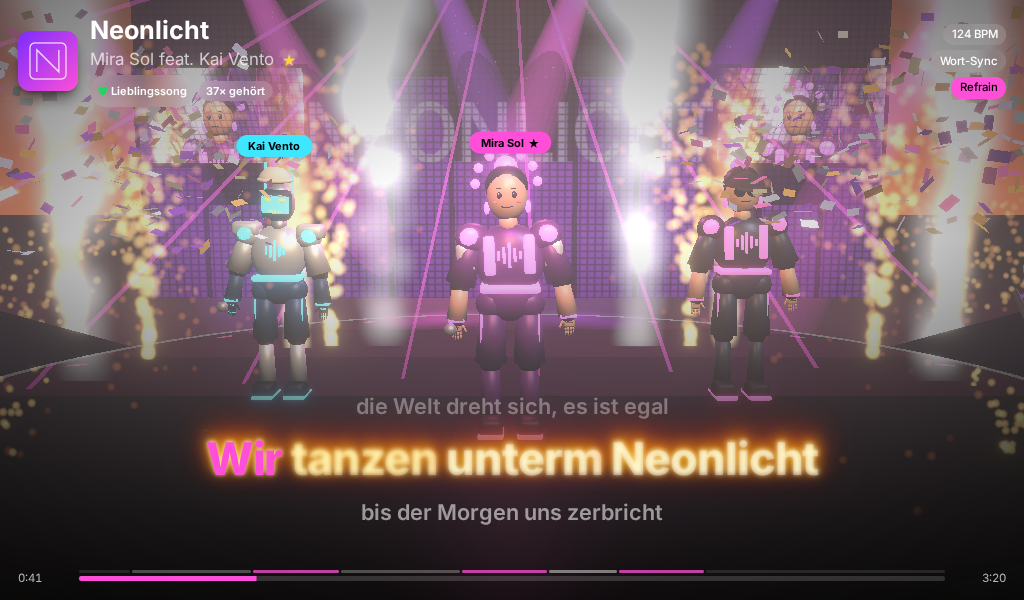 Neonlicht
Mira Sol feat. Kai Vento ★
♥ Lieblingssong
37× gehört
124 BPM
Wort-Sync
Refrain
N
Kai Vento
Mira Sol ★
die Welt dreht sich, es ist egal
Wir tanzen unterm Neonlicht
bis der Morgen uns zerbricht
0:41
3:20